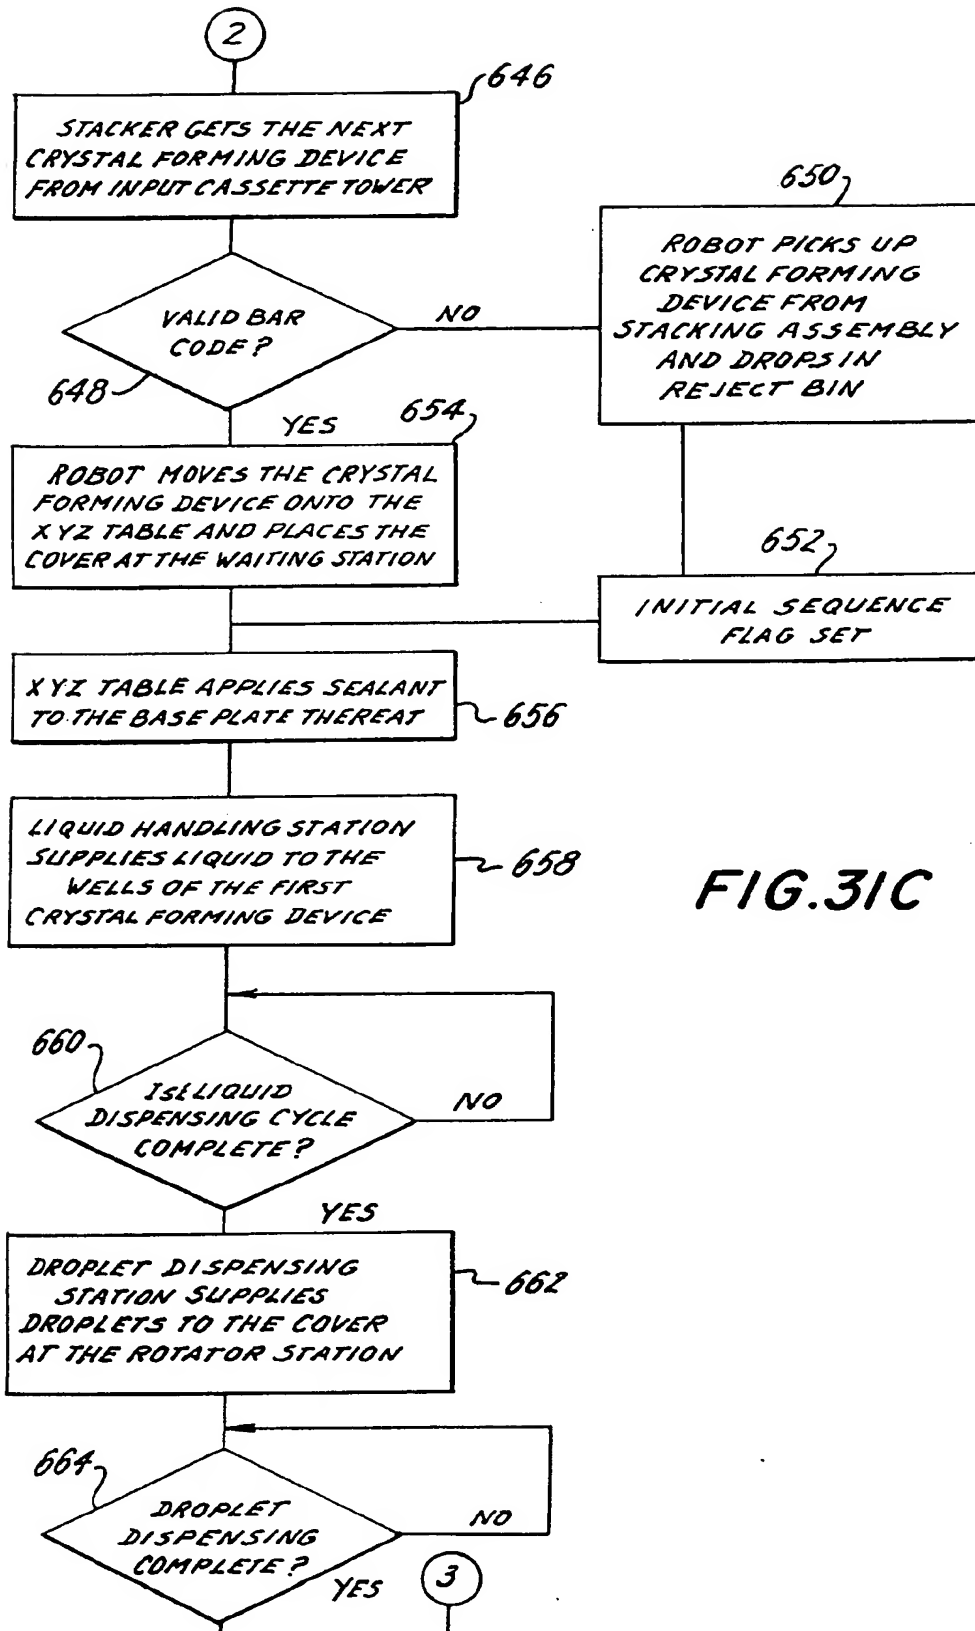 2
646
STACKER GETS THE NEXT
CRYSTAL FORMING DEVICE
FROM INPUT CASSETTE TOWER
650
ROBOT PICKS UP
CRYSTAL FORMING
DEVICE FROM
STACKING ASSEMBLY
AND DROPS IN
REJECT BIN
VALID BAR
CODE?
NO
648
YES
654
ROBOT MOVES THE CRYSTAL
FORMING DEVICE ONTO THE
XYZ TABLE AND PLACES THE
COVER AT THE WAITING STATION
652
INITIAL SEQUENCE
FLAG SET
XYZ TABLE APPLIES SEALANT
TO THE BASE PLATE THEREAT
656
LIQUID HANDLING STATION
SUPPLIES LIQUID TO THE
WELLS OF THE FIRST
CRYSTAL FORMING DEVICE
658
FIG.31C
660
1st LIQUID
DISPENSING CYCLE
COMPLETE?
NO
YES
DROPLET DISPENSING
STATION SUPPLIES
DROPLETS TO THE COVER
AT THE ROTATOR STATION
662
664
DROPLET
DISPENSING
COMPLETE?
NO
YES
3